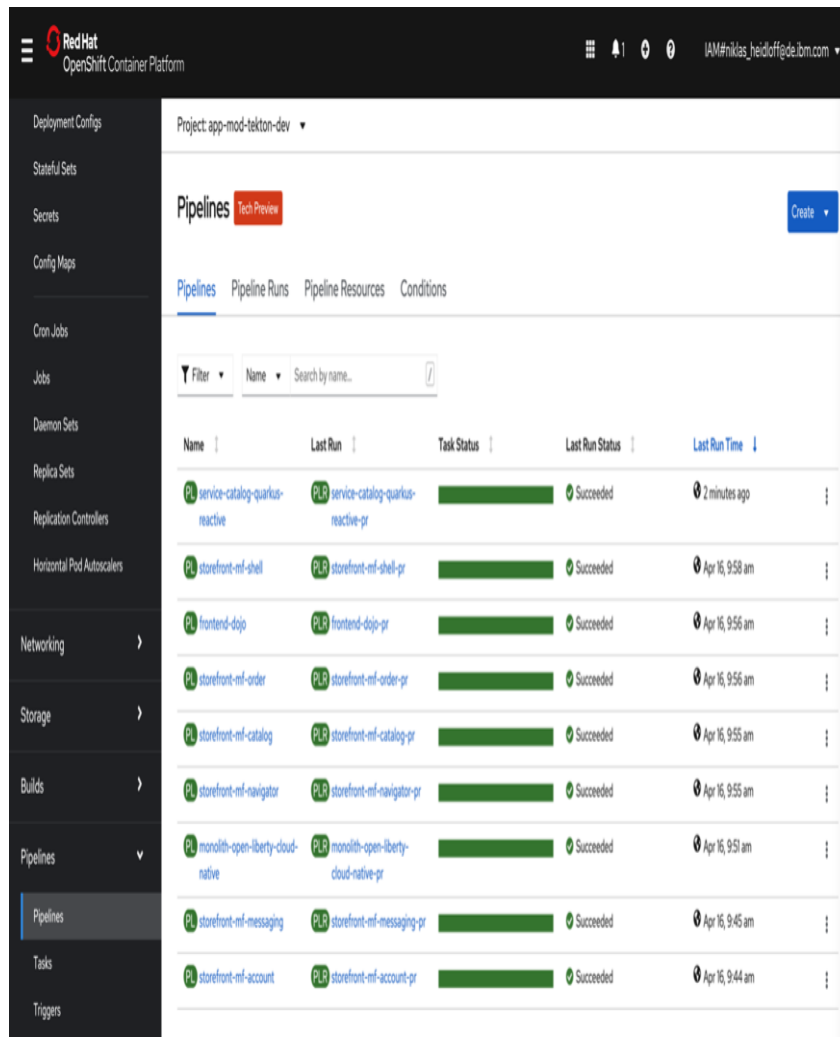 Red Hat
OpenShift Container Platform
1
IAM#niklas_heidloff@de.ibm.com
Deployment Configs
Stateful Sets
Secrets
Config Maps
Cron Jobs
Jobs
Daemon Sets
Replica Sets
Replication Controllers
Horizontal Pod Autoscalers
Networking
Storage
Builds
Pipelines
Pipelines
Tasks
Triggers
Project: app-mod-tekton-dev
Pipelines Tech Preview
Create
Pipelines Pipeline Runs Pipeline Resources Conditions
Filter Name Search by name... /
Name Last Run Task Status Last Run Status Last Run Time
PL service-catalog-quarkus-reactive PLR service-catalog-quarkus-reactive-pr Succeeded 2 minutes ago
PL storefront-mf-shell PLR storefront-mf-shell-pr Succeeded Apr 16, 9:58 am
PL frontend-dojo PLR frontend-dojo-pr Succeeded Apr 16, 9:56 am
PL storefront-mf-order PLR storefront-mf-order-pr Succeeded Apr 16, 9:56 am
PL storefront-mf-catalog PLR storefront-mf-catalog-pr Succeeded Apr 16, 9:55 am
PL storefront-mf-navigator PLR storefront-mf-navigator-pr Succeeded Apr 16, 9:55 am
PL monolith-open-liberty-cloud-native PLR monolith-open-liberty-cloud-native-pr Succeeded Apr 16, 9:51 am
PL storefront-mf-messaging PLR storefront-mf-messaging-pr Succeeded Apr 16, 9:45 am
PL storefront-mf-account PLR storefront-mf-account-pr Succeeded Apr 16, 9:44 am